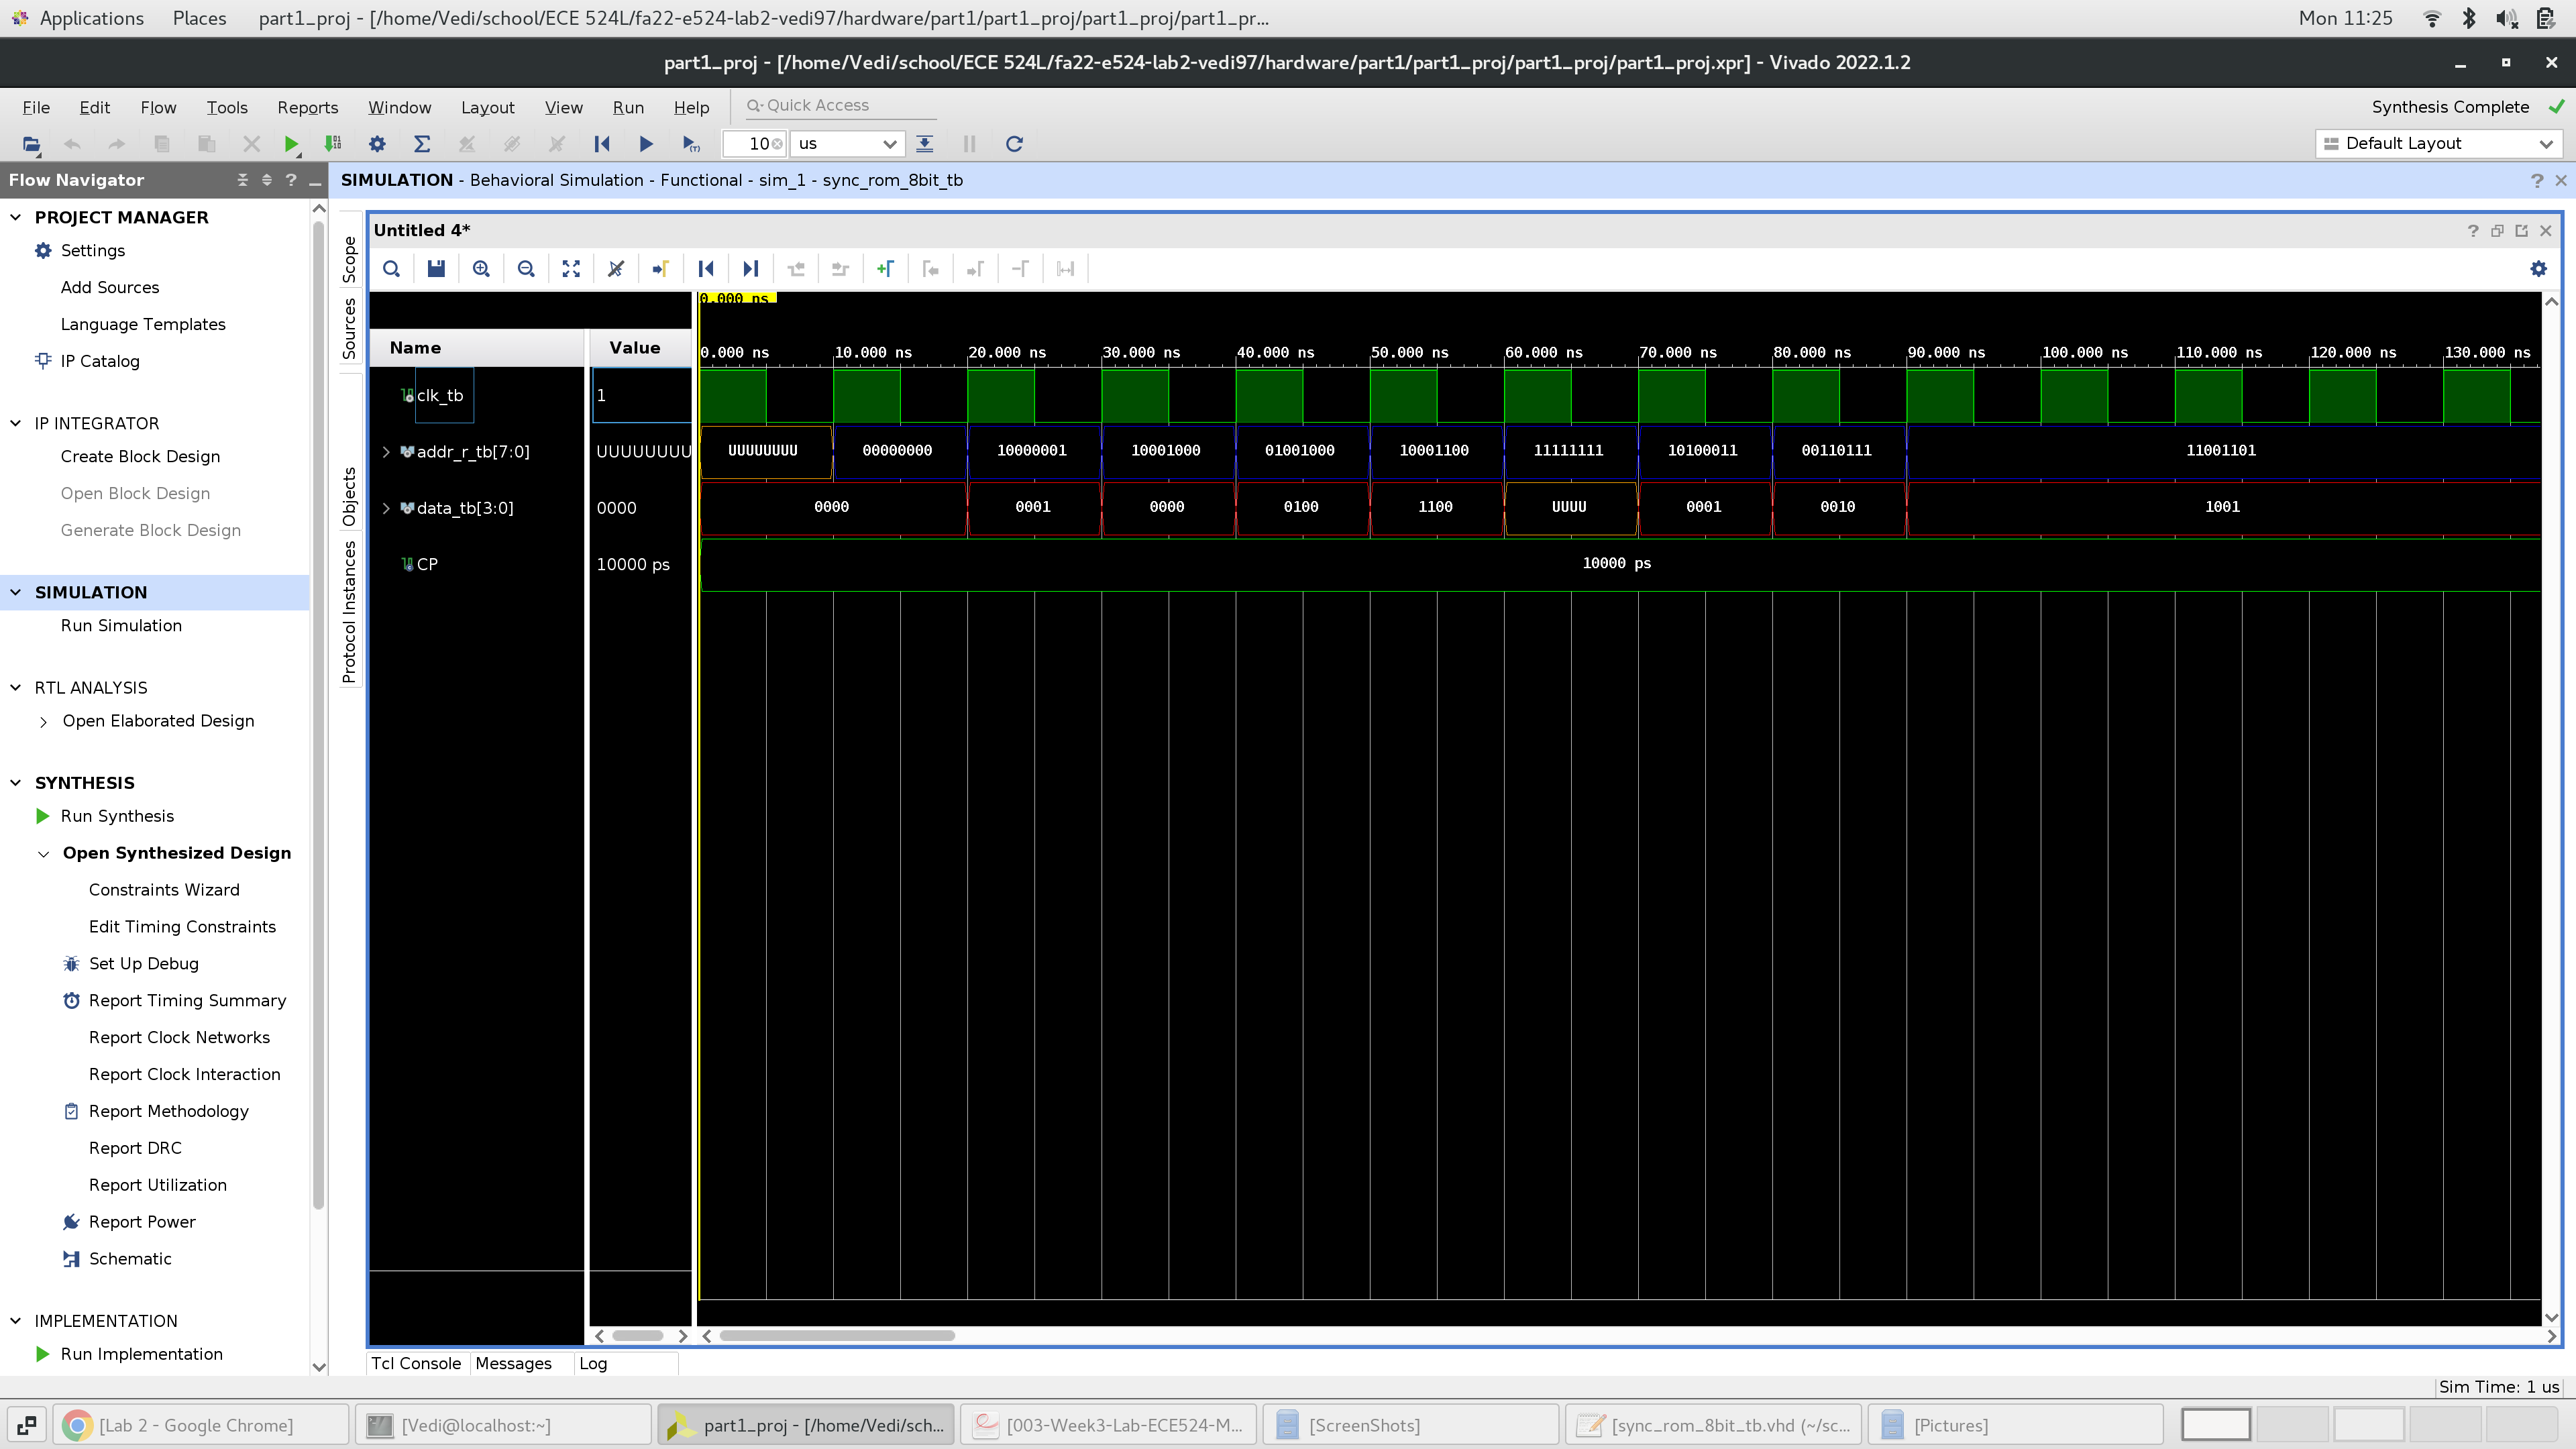 Applications Places part1_proj - [/home/Vedi/school/ECE 524L/fa22-e524-lab2-vedi97/hardware/part1/part1_proj/part1_proj/part1_pr... Mon 11:25
part1_proj - [/home/Vedi/school/ECE 524L/fa22-e524-lab2-vedi97/hardware/part1/part1_proj/part1_proj/part1_proj.xpr] - Vivado 2022.1.2
File Edit Flow Tools Reports Window Layout View Run Help Quick Access Synthesis Complete
10 us Default Layout
Flow Navigator
SIMULATION - Behavioral Simulation - Functional - sim_1 - sync_rom_8bit_tb
PROJECT MANAGER
Settings
Add Sources
Language Templates
IP Catalog
IP INTEGRATOR
Create Block Design
Open Block Design
Generate Block Design
SIMULATION
Run Simulation
RTL ANALYSIS
Open Elaborated Design
SYNTHESIS
Run Synthesis
Open Synthesized Design
Constraints Wizard
Edit Timing Constraints
Set Up Debug
Report Timing Summary
Report Clock Networks
Report Clock Interaction
Report Methodology
Report DRC
Report Utilization
Report Power
Schematic
IMPLEMENTATION
Run Implementation
Scope
Sources
Objects
Protocol Instances
Untitled 4*
0.000 ns
Name Value
0.000 ns 10.000 ns 20.000 ns 30.000 ns 40.000 ns 50.000 ns 60.000 ns 70.000 ns 80.000 ns 90.000 ns 100.000 ns 110.000 ns 120.000 ns 130.000 ns
clk_tb 1
addr_r_tb[7:0] UUUUUUUU UUUUUUUU 00000000 10000001 10001000 01001000 10001100 11111111 10100011 00110111 11001101
data_tb[3:0] 0000 0000 0001 0000 0100 1100 UUUU 0001 0010 1001
CP 10000 ps 10000 ps
Tcl Console Messages Log
Sim Time: 1 us
[Lab 2 - Google Chrome] [Vedi@localhost:~] part1_proj - [/home/Vedi/sch... [003-Week3-Lab-ECE524-M... [ScreenShots] [sync_rom_8bit_tb.vhd (~/sc... [Pictures]